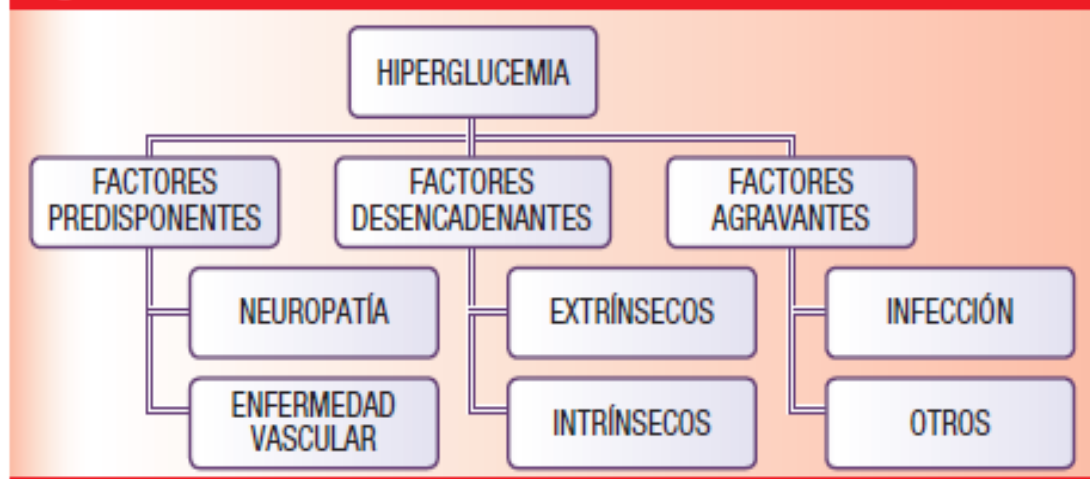 HIPERGLUCEMIA
FACTORES
PREDISPONENTES
FACTORES
DESENCADENANTES
FACTORES
AGRAVANTES
NEUROPATÍA
EXTRÍNSECOS
INFECCIÓN
ENFERMEDAD
VASCULAR
INTRÍNSECOS
OTROS